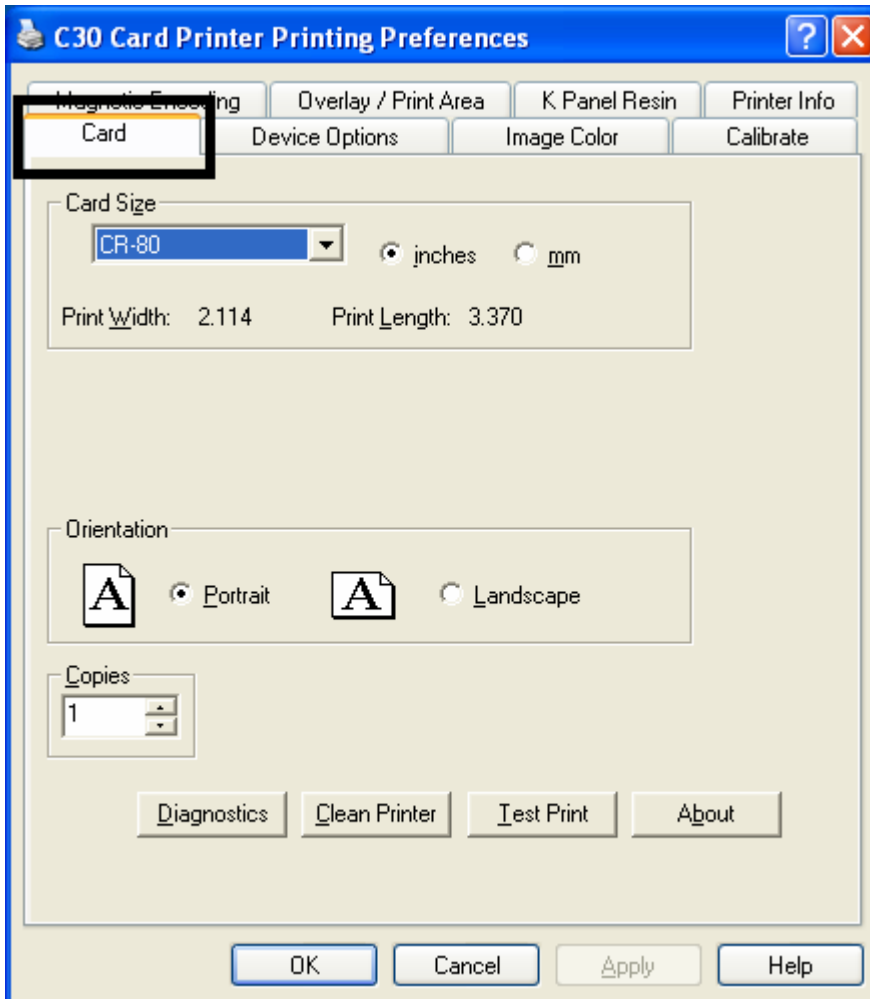 C30 Card Printer Printing Preferences
Magnetic Encoding Overlay / Print Area K Panel Resin Printer Info
Card Device Options Image Color Calibrate
Card Size
CR-80 inches mm
Print Width: 2.114 Print Length: 3.370
Orientation
A Portrait A Landscape
Copies
1
Diagnostics Clean Printer Test Print About
OK Cancel Apply Help